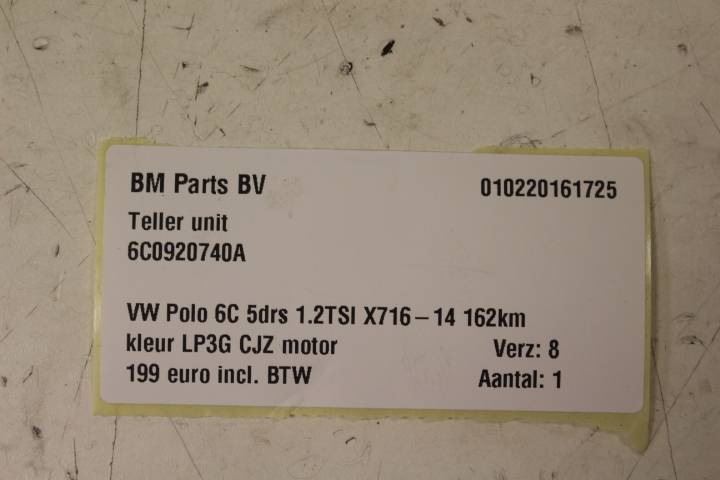 BM Parts BV 010220161725
Teller unit
6C0920740A
VW Polo 6C 5drs 1.2TSI X716-14 162km
kleur LP3G CJZ motor Verz: 8
199 euro incl. BTW Aantal: 1